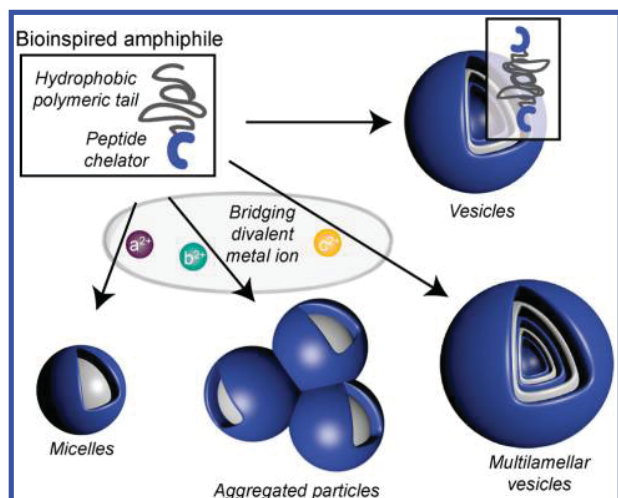 Bioinspired amphiphile
Hydrophobic
polymeric tail
Peptide
chelator
Vesicles
Bridging
divalent
metal ion
a²⁺
b²⁺
c²⁺
Micelles
Aggregated particles
Multilamellar
vesicles